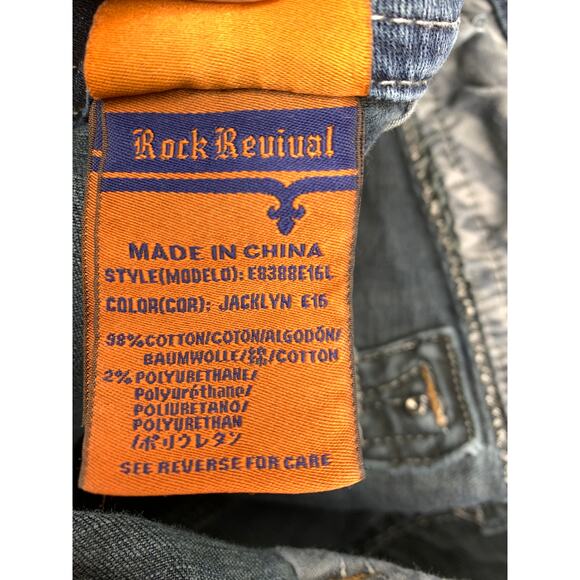 Rock Revival
MADE IN CHINA
STYLE(MODELO): E8388E16L
COLOR(COR): JACKLYN E16
98%COTTON/COTON/ALGODÓN/
BAUMWOLLE/綿/COTTON
2% POLYURETHANE/
Polyuréthane/
POLIURETANO/
POLYURETHAN
/ポリウレタン
SEE REVERSE FOR CARE